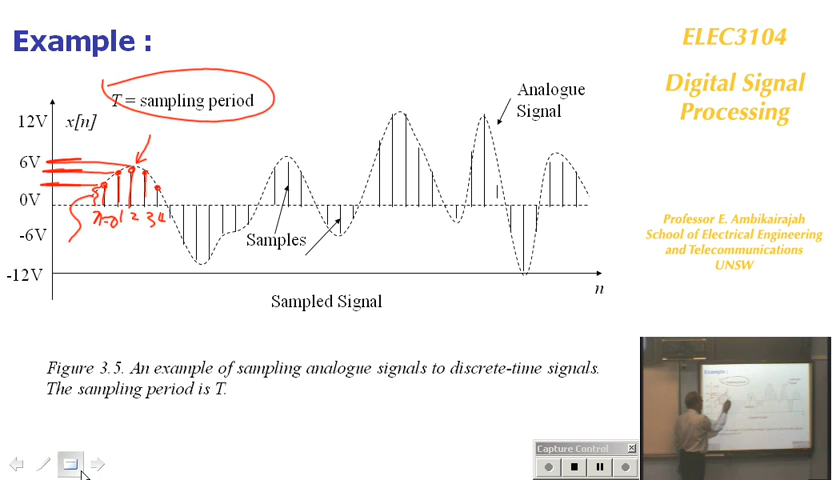 Example :
T = sampling period
x[n]
12V
6V
0V
-6V
-12V
Analogue
Signal
Samples
n=0 1 2 3 4
n
Sampled Signal
Figure 3.5. An example of sampling analogue signals to discrete-time signals.
The sampling period is T.
ELEC3104
Digital Signal
Processing
Professor E. Ambikairajah
School of Electrical Engineering
and Telecommunications
UNSW
Capture Control
Example :